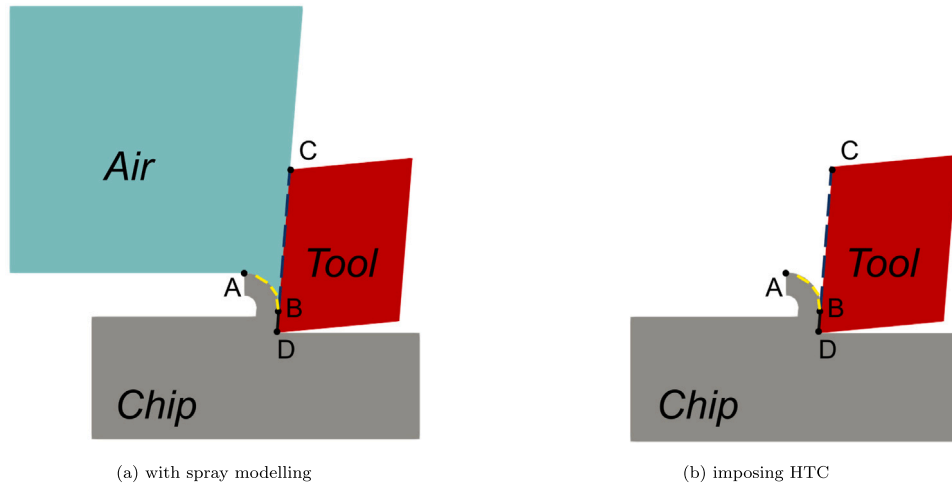 Air
C
Tool
A
B
D
Chip
(a) with spray modelling
C
Tool
A
B
D
Chip
(b) imposing HTC